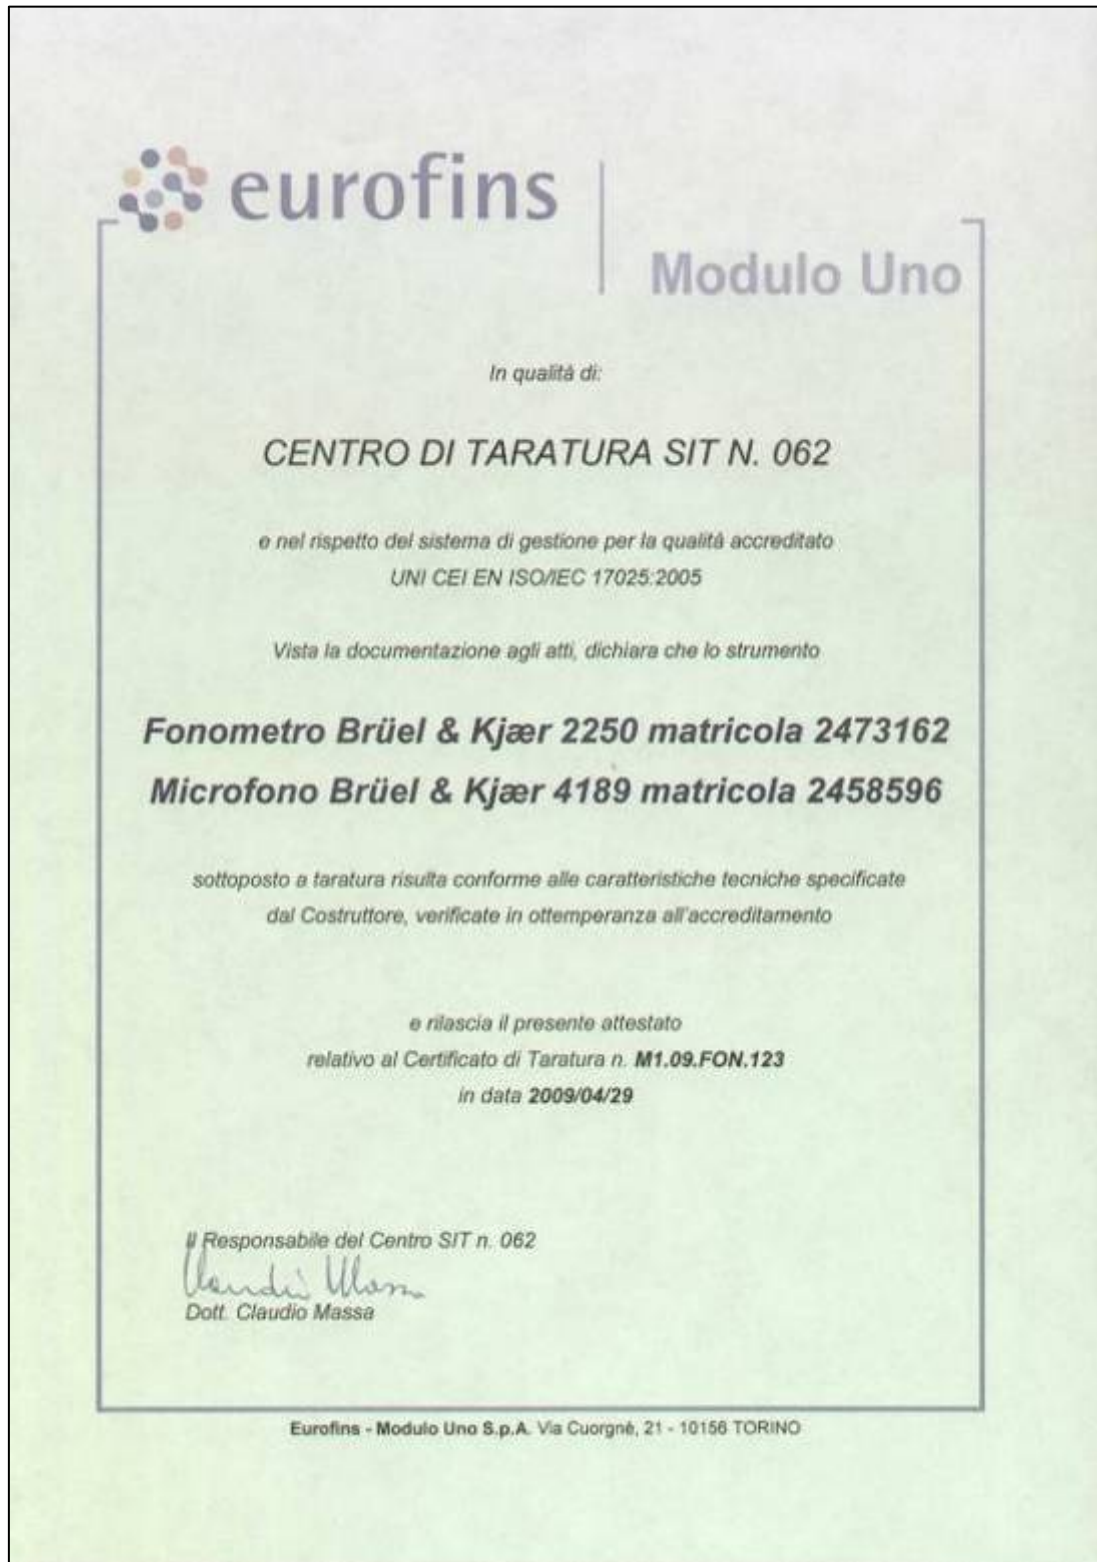 eurofins
Modulo Uno
In qualità di:
CENTRO DI TARATURA SIT N. 062
e nel rispetto del sistema di gestione per la qualità accreditato
UNI CEI EN ISO/IEC 17025:2005
Vista la documentazione agli atti, dichiara che lo strumento
Fonometro Brüel & Kjær 2250 matricola 2473162
Microfono Brüel & Kjær 4189 matricola 2458596
sottoposto a taratura risulta conforme alle caratteristiche tecniche specificate
dal Costruttore, verificate in ottemperanza all'accreditamento
e rilascia il presente attestato
relativo al Certificato di Taratura n. M1.09.FON.123
in data 2009/04/29
Il Responsabile del Centro SIT n. 062
Claudio Massa
Dott. Claudio Massa
Eurofins - Modulo Uno S.p.A. Via Cuorgnè, 21 - 10156 TORINO